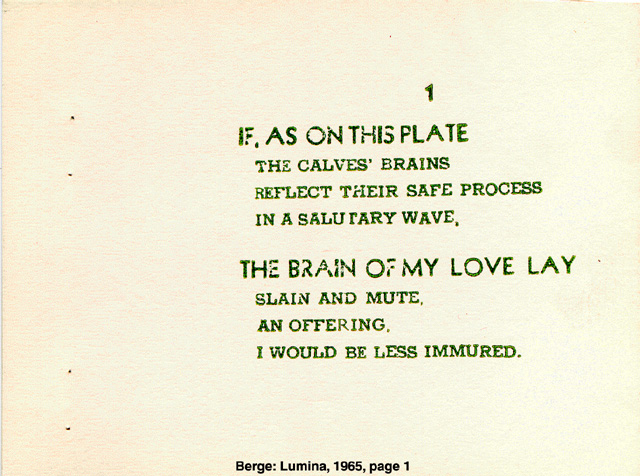 1
IF, AS ON THIS PLATE
THE CALVES' BRAINS
REFLECT THEIR SAFE PROCESS
IN A SALUTARY WAVE,
THE BRAIN OF MY LOVE LAY
SLAIN AND MUTE,
AN OFFERING,
I WOULD BE LESS IMMURED.
Berge: Lumina, 1965, page 1